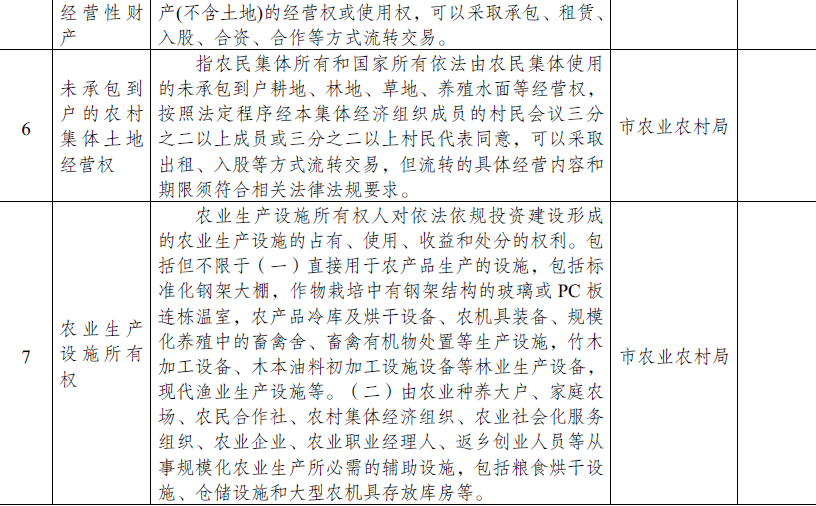 经营性财
产
产(不含土地)的经营权或使用权，可以采取承包、租赁、
入股、合资、合作等方式流转交易。
6
未承包到
户的农村
集体土地
经营权
指农民集体所有和国家所有依法由农民集体使用
的未承包到户耕地、林地、草地、养殖水面等经营权，
按照法定程序经本集体经济组织成员的村民会议三分
之二以上成员或三分之二以上村民代表同意，可以采取
出租、入股等方式流转交易，但流转的具体经营内容和
期限须符合相关法律法规要求。
市农业农村局
7
农业生产
设施所有
权
农业生产设施所有权人对依法依规投资建设形成
的农业生产设施的占有、使用、收益和处分的权利。包
括但不限于（一）直接用于农产品生产的设施，包括标
准化钢架大棚，作物栽培中有钢架结构的玻璃或 PC 板
连栋温室，农产品冷库及烘干设备、农机具装备、规模
化养殖中的畜禽舍、畜禽有机物处置等生产设施，竹木
加工设备、木本油料初加工设施设备等林业生产设备，
现代渔业生产设施等。（二）由农业种养大户、家庭农
场、农民合作社、农村集体经济组织、农业社会化服务
组织、农业企业、农业职业经理人、返乡创业人员等从
事规模化农业生产所必需的辅助设施，包括粮食烘干设
施、仓储设施和大型农机具存放库房等。
市农业农村局